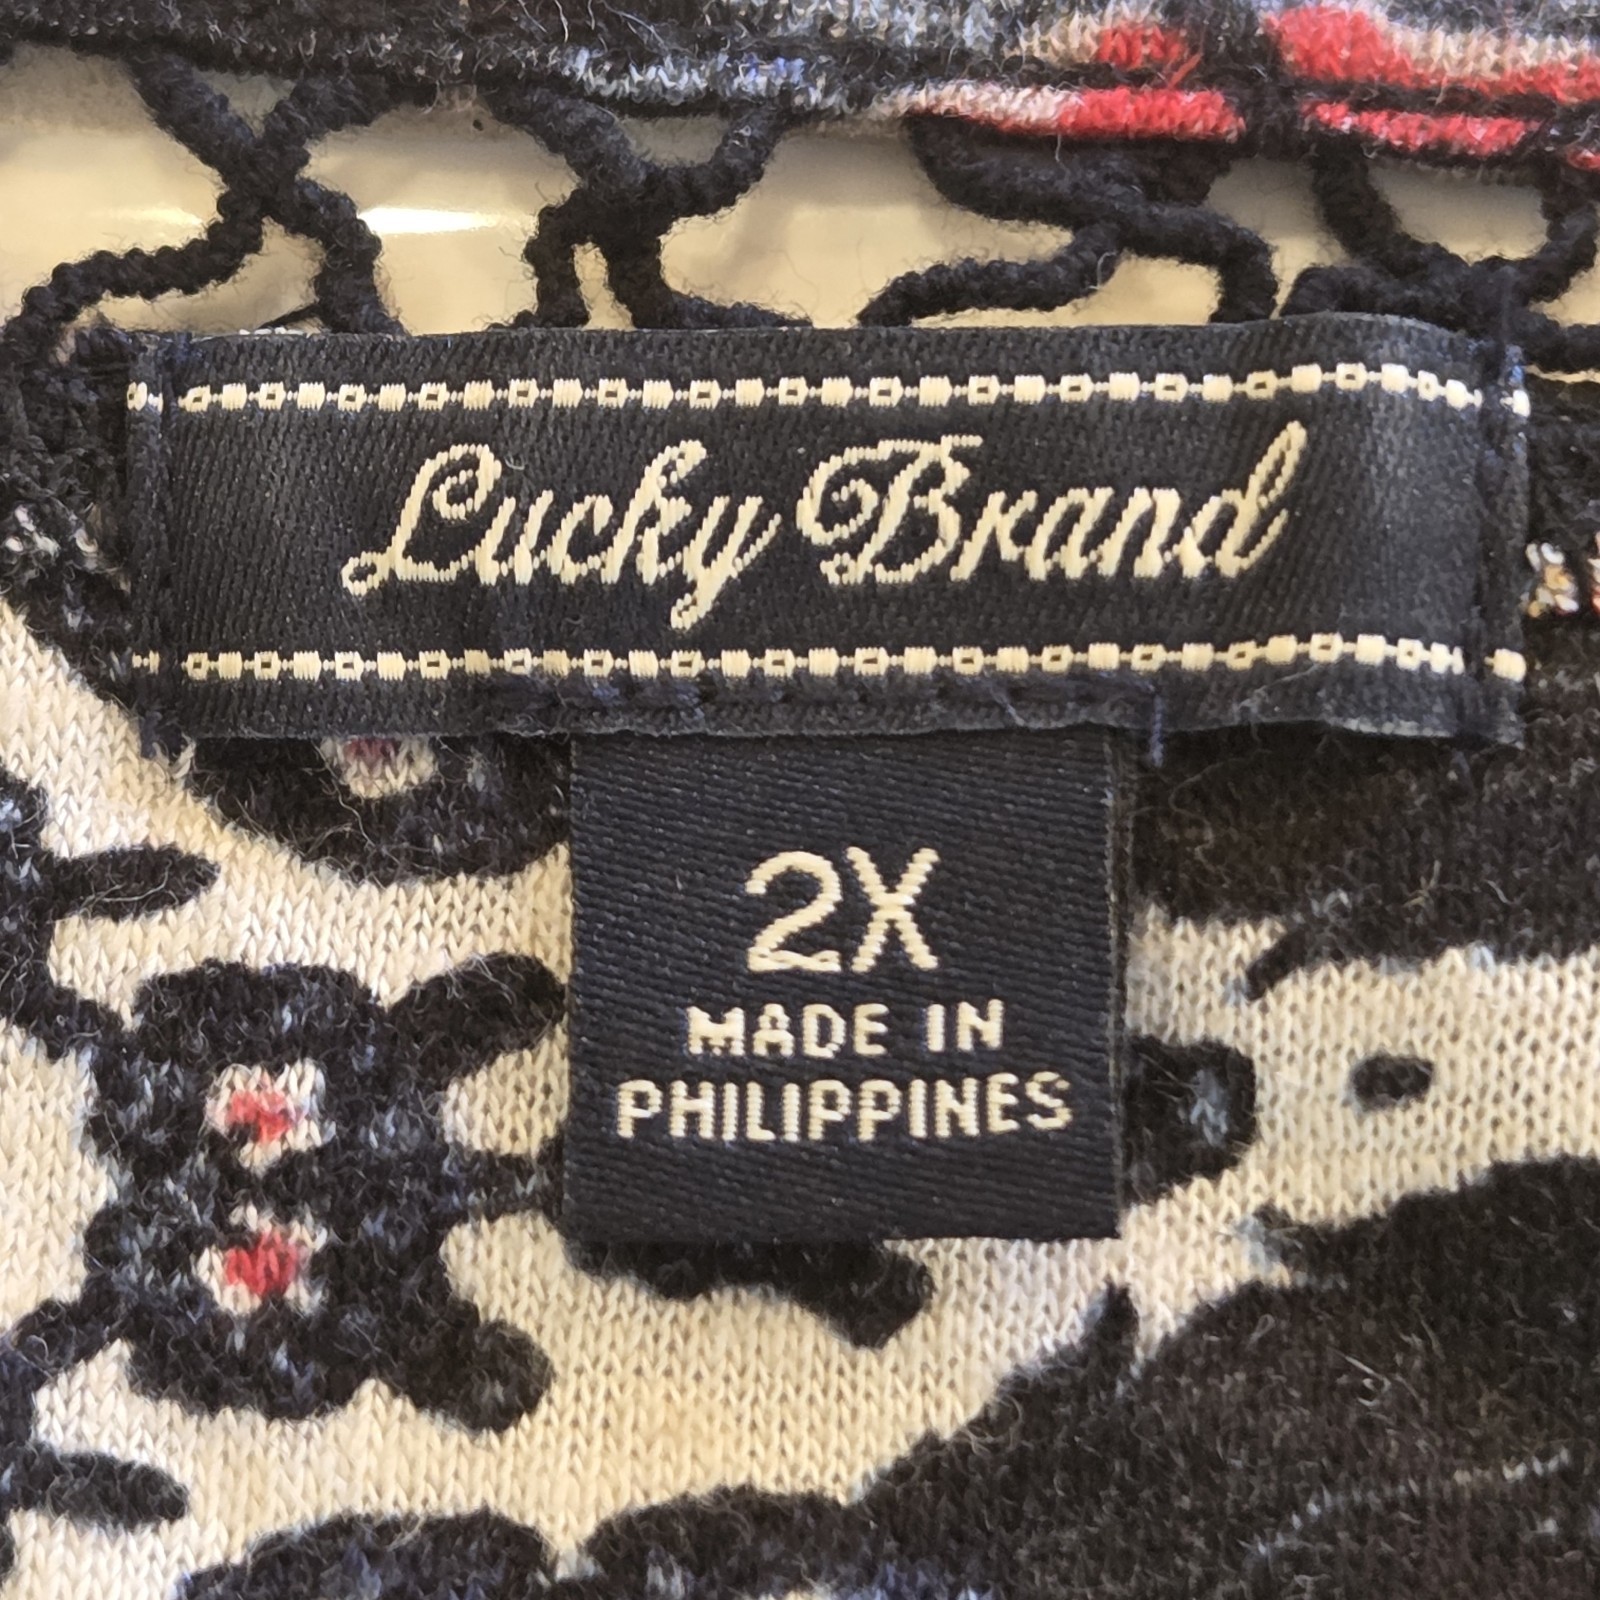 Lucky Brand
2X
MADE IN
PHILIPPINES